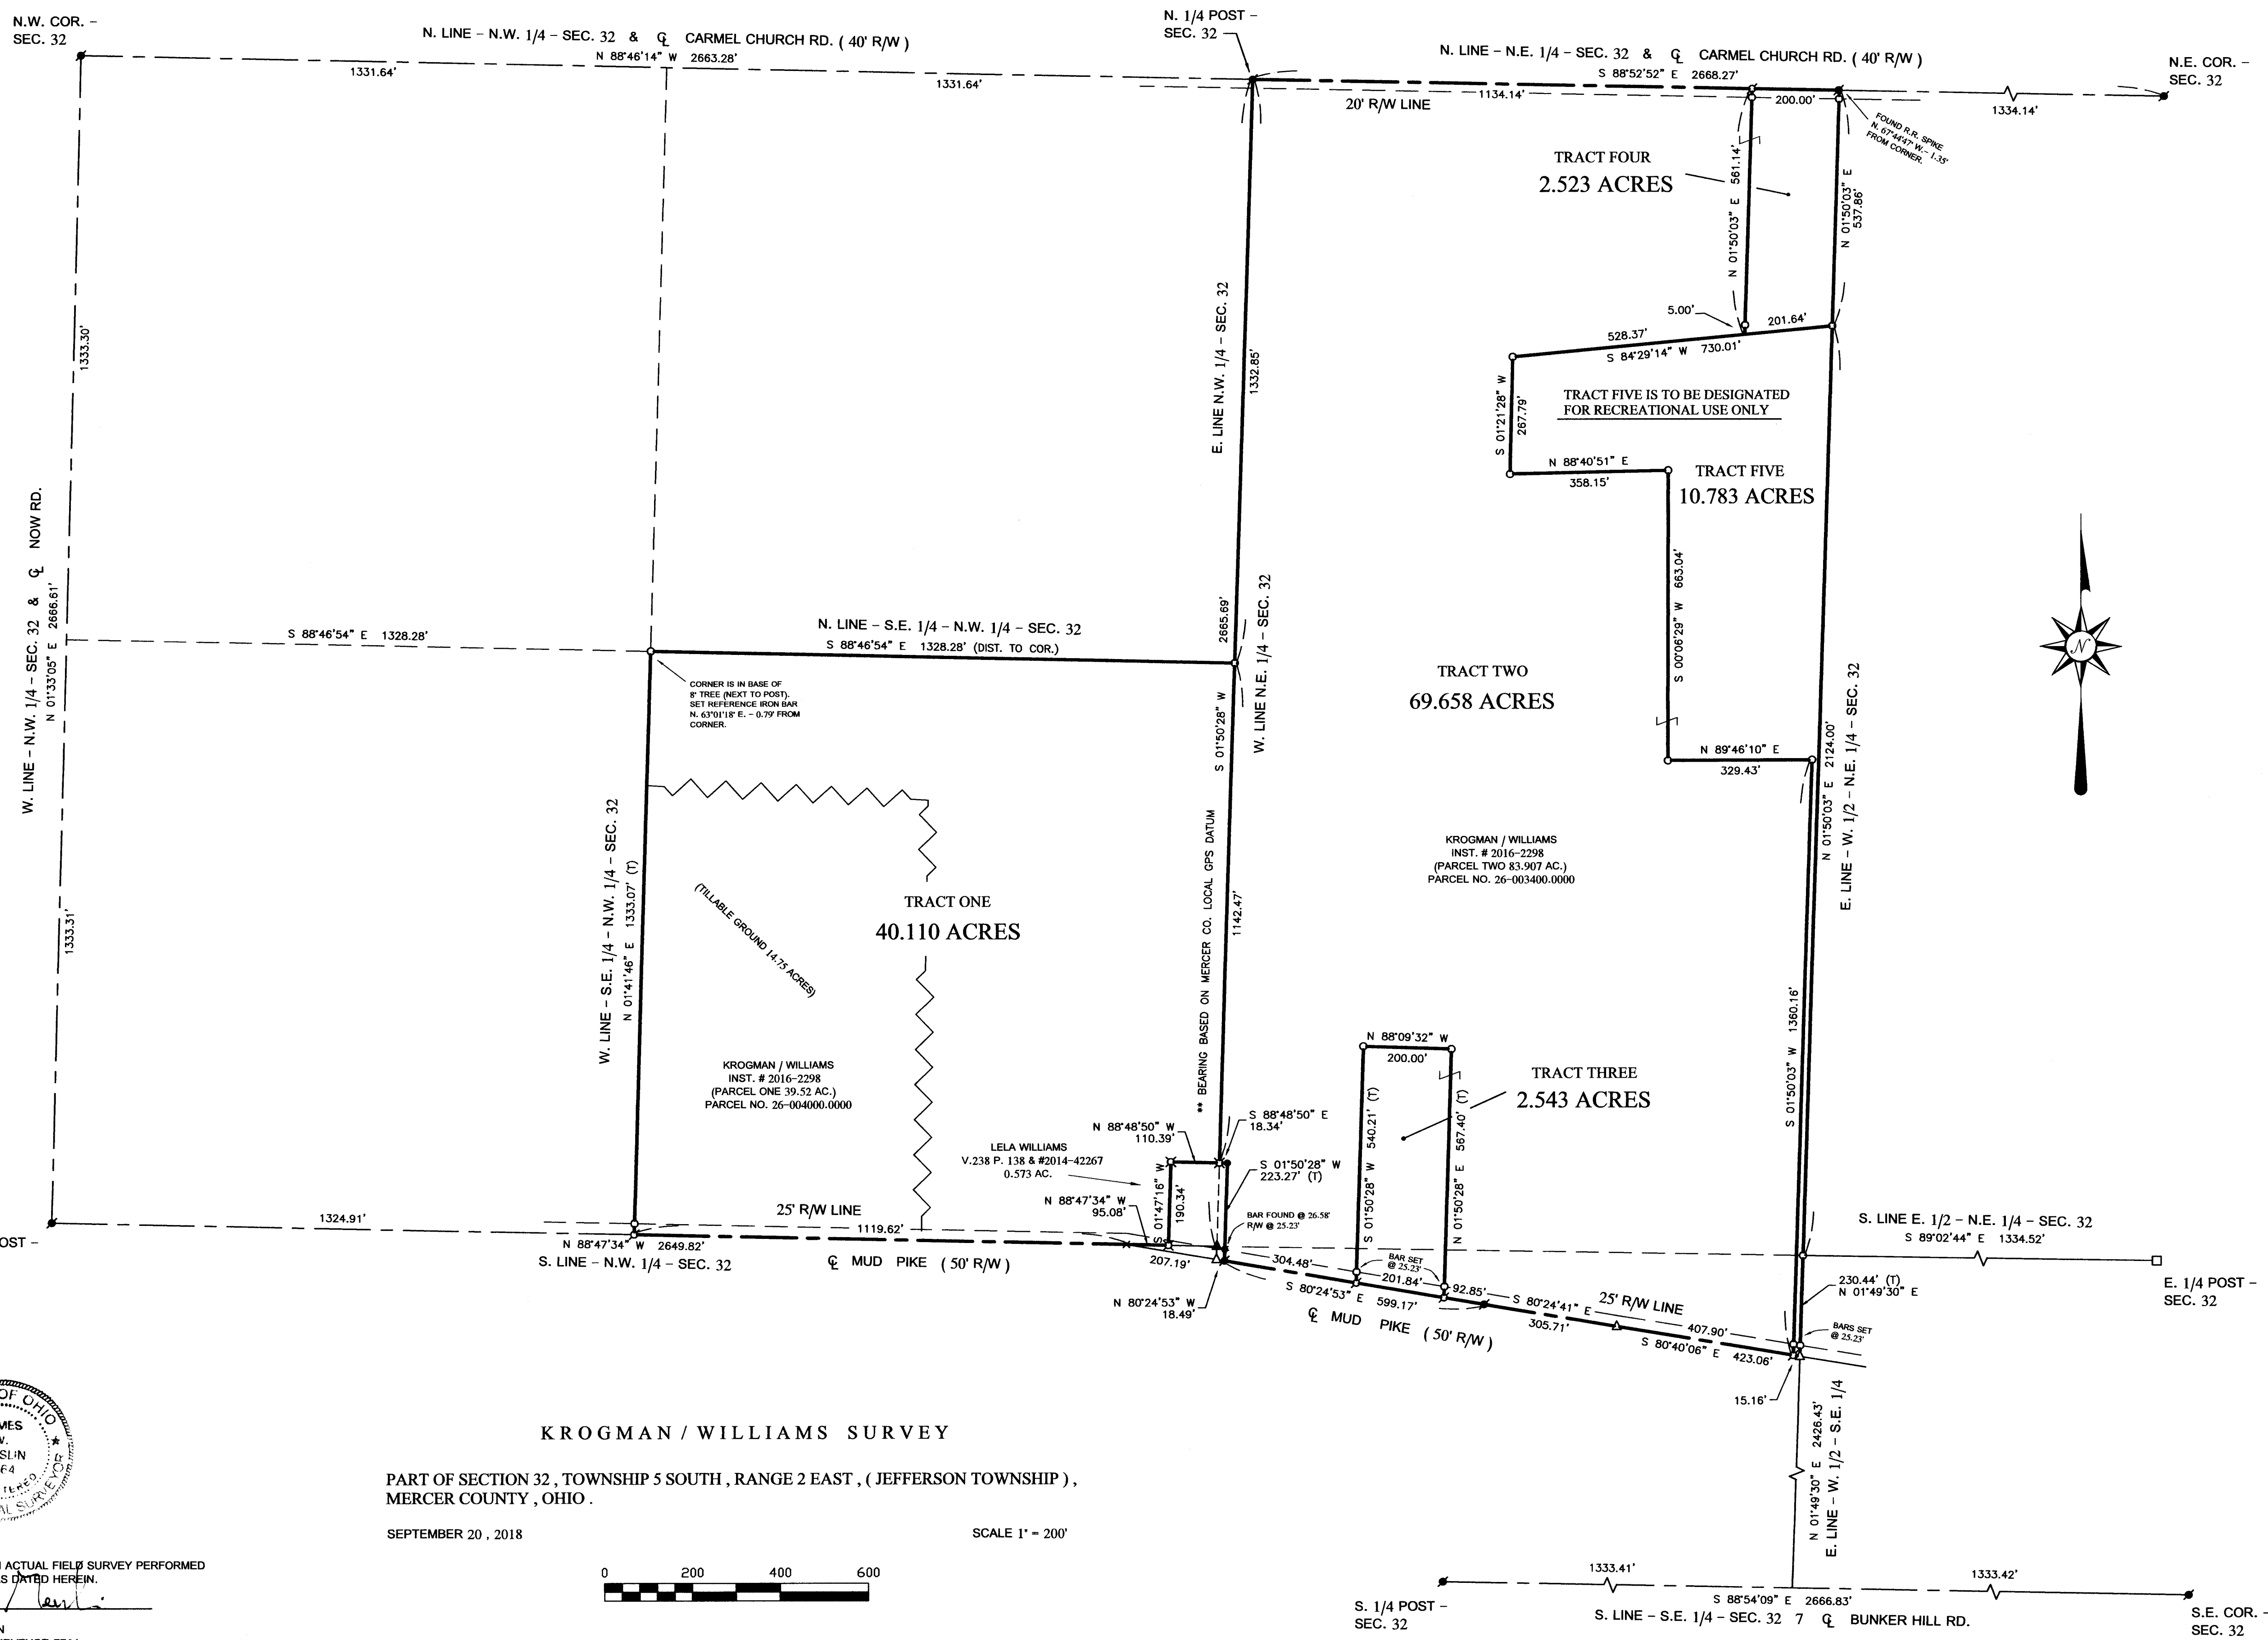 N.W. COR. –
SEC. 32
N. LINE – N.W. 1/4 – SEC. 32 & ℄ CARMEL CHURCH RD. ( 40' R/W )
N 88°46'14" W 2663.28'
1331.64'
1331.64'
N. 1/4 POST –
SEC. 32
N. LINE – N.E. 1/4 – SEC. 32 & ℄ CARMEL CHURCH RD. ( 40' R/W )
S 88°52'52" E 2668.27'
N.E. COR. –
SEC. 32
20' R/W LINE
1134.14'
200.00'
1334.14'
FOUND R.R. SPIKE
N. 67°44'47" W.– 1.35'
FROM CORNER.
TRACT FOUR
2.523 ACRES
N 01°50'03" E 561.14'
N 01°50'03" E
537.86'
5.00'
201.64'
528.37'
S 84°29'14" W 730.01'
TRACT FIVE IS TO BE DESIGNATED
FOR RECREATIONAL USE ONLY
S 01°21'28" W
267.79'
N 88°40'51" E
358.15'
TRACT FIVE
10.783 ACRES
1333.30'
E. LINE N.W. 1/4 – SEC. 32
1332.85'
W. LINE – N.W. 1/4 – SEC. 32 & ℄ NOW RD.
N 01°33'05" E 2666.61'
S 88°46'54" E 1328.28'
N. LINE – S.E. 1/4 – N.W. 1/4 – SEC. 32
S 88°46'54" E 1328.28' (DIST. TO COR.)
2665.69'
W. LINE N.E. 1/4 – SEC. 32
S 01°50'28" W
CORNER IS IN BASE OF
8" TREE (NEXT TO POST).
SET REFERENCE IRON BAR
N. 63°01'18" E. – 0.79' FROM
CORNER.
TRACT TWO
69.658 ACRES
S 00°06'29" W 663.04'
N 89°46'10" E
329.43'
N 01°50'03" E 2124.00'
E. LINE – W. 1/2 – N.E. 1/4 – SEC. 32
W. LINE – S.E. 1/4 – N.W. 1/4 – SEC. 32
N 01°41'46" E 1333.07' (T)
(TILLABLE GROUND 14.75 ACRES)
TRACT ONE
40.110 ACRES
** BEARING BASED ON MERCER CO. LOCAL GPS DATUM
1142.47'
KROGMAN / WILLIAMS
INST. # 2016-2298
(PARCEL TWO 83.907 AC.)
PARCEL NO. 26-003400.0000
1333.31'
KROGMAN / WILLIAMS
INST. # 2016-2298
(PARCEL ONE 39.52 AC.)
PARCEL NO. 26-004000.0000
S 01°50'03" W 1360.16'
N 88°09'32" W
200.00'
S 01°50'28" W 540.21' (T)
N 01°50'28" E 567.40' (T)
TRACT THREE
2.543 ACRES
LELA WILLIAMS
V.238 P. 138 & #2014-42267
0.573 AC.
N 88°48'50" W
110.39'
S 88°48'50" E
18.34'
S 01°50'28" W
223.27' (T)
S 01°47'16" W
190.34'
N 88°47'34" W
95.08'
BAR FOUND @ 26.58'
R/W @ 25.23'
OST –
1324.91'
25' R/W LINE
1119.62'
N 88°47'34" W 2649.82'
S. LINE – N.W. 1/4 – SEC. 32
℄ MUD PIKE ( 50' R/W )
207.19'
N 80°24'53" W
18.49'
304.48'
BAR SET
@ 25.23'
201.84'
92.85'
S 80°24'53" E 599.17'
℄ MUD PIKE ( 50' R/W )
S 80°24'41" E
305.71'
25' R/W LINE
407.90'
S 80°40'06" E 423.06'
15.16'
S. LINE E. 1/2 – N.E. 1/4 – SEC. 32
S 89°02'44" E 1334.52'
E. 1/4 POST –
SEC. 32
230.44' (T)
N 01°49'30" E
BARS SET
@ 25.23'
N 01°49'30" E 2426.43'
E. LINE – W. 1/2 – S.E. 1/4
OF OHIO
MES
W.
SLIN
64
TERED
AL SURVEYOR
KROGMAN / WILLIAMS SURVEY
PART OF SECTION 32 , TOWNSHIP 5 SOUTH , RANGE 2 EAST , ( JEFFERSON TOWNSHIP ) ,
MERCER COUNTY , OHIO .
SEPTEMBER 20 , 2018
SCALE 1" = 200'
0 200 400 600
ACTUAL FIELD SURVEY PERFORMED
S DATED HEREIN.
N
1333.41'
1333.42'
S 88°54'09" E 2666.83'
S. LINE – S.E. 1/4 – SEC. 32 7 ℄ BUNKER HILL RD.
S. 1/4 POST –
SEC. 32
S.E. COR. –
SEC. 32